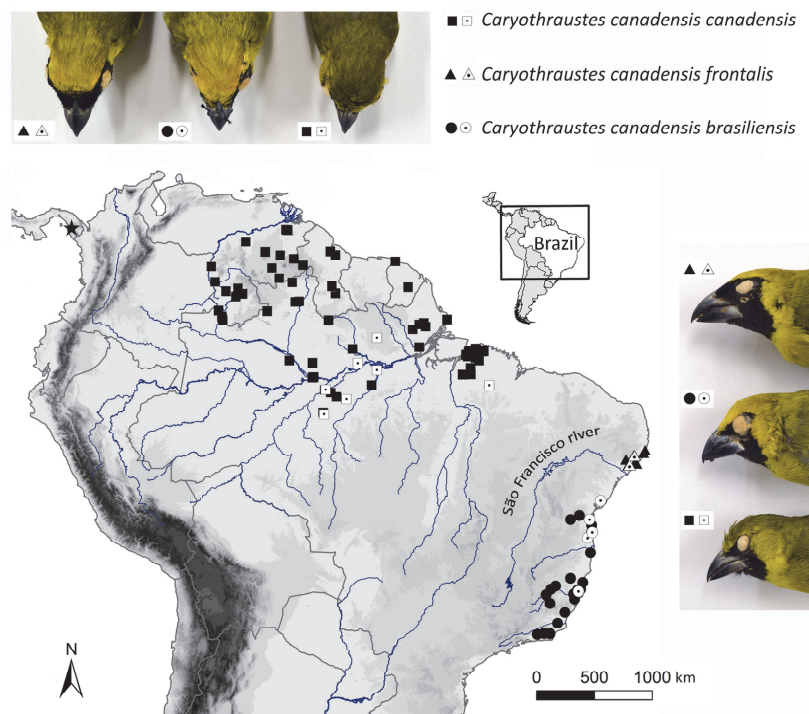 Caryothraustes canadensis canadensis
Caryothraustes canadensis frontalis
Caryothraustes canadensis brasiliensis
Brazil
São Francisco river
N
0 500 1000 km